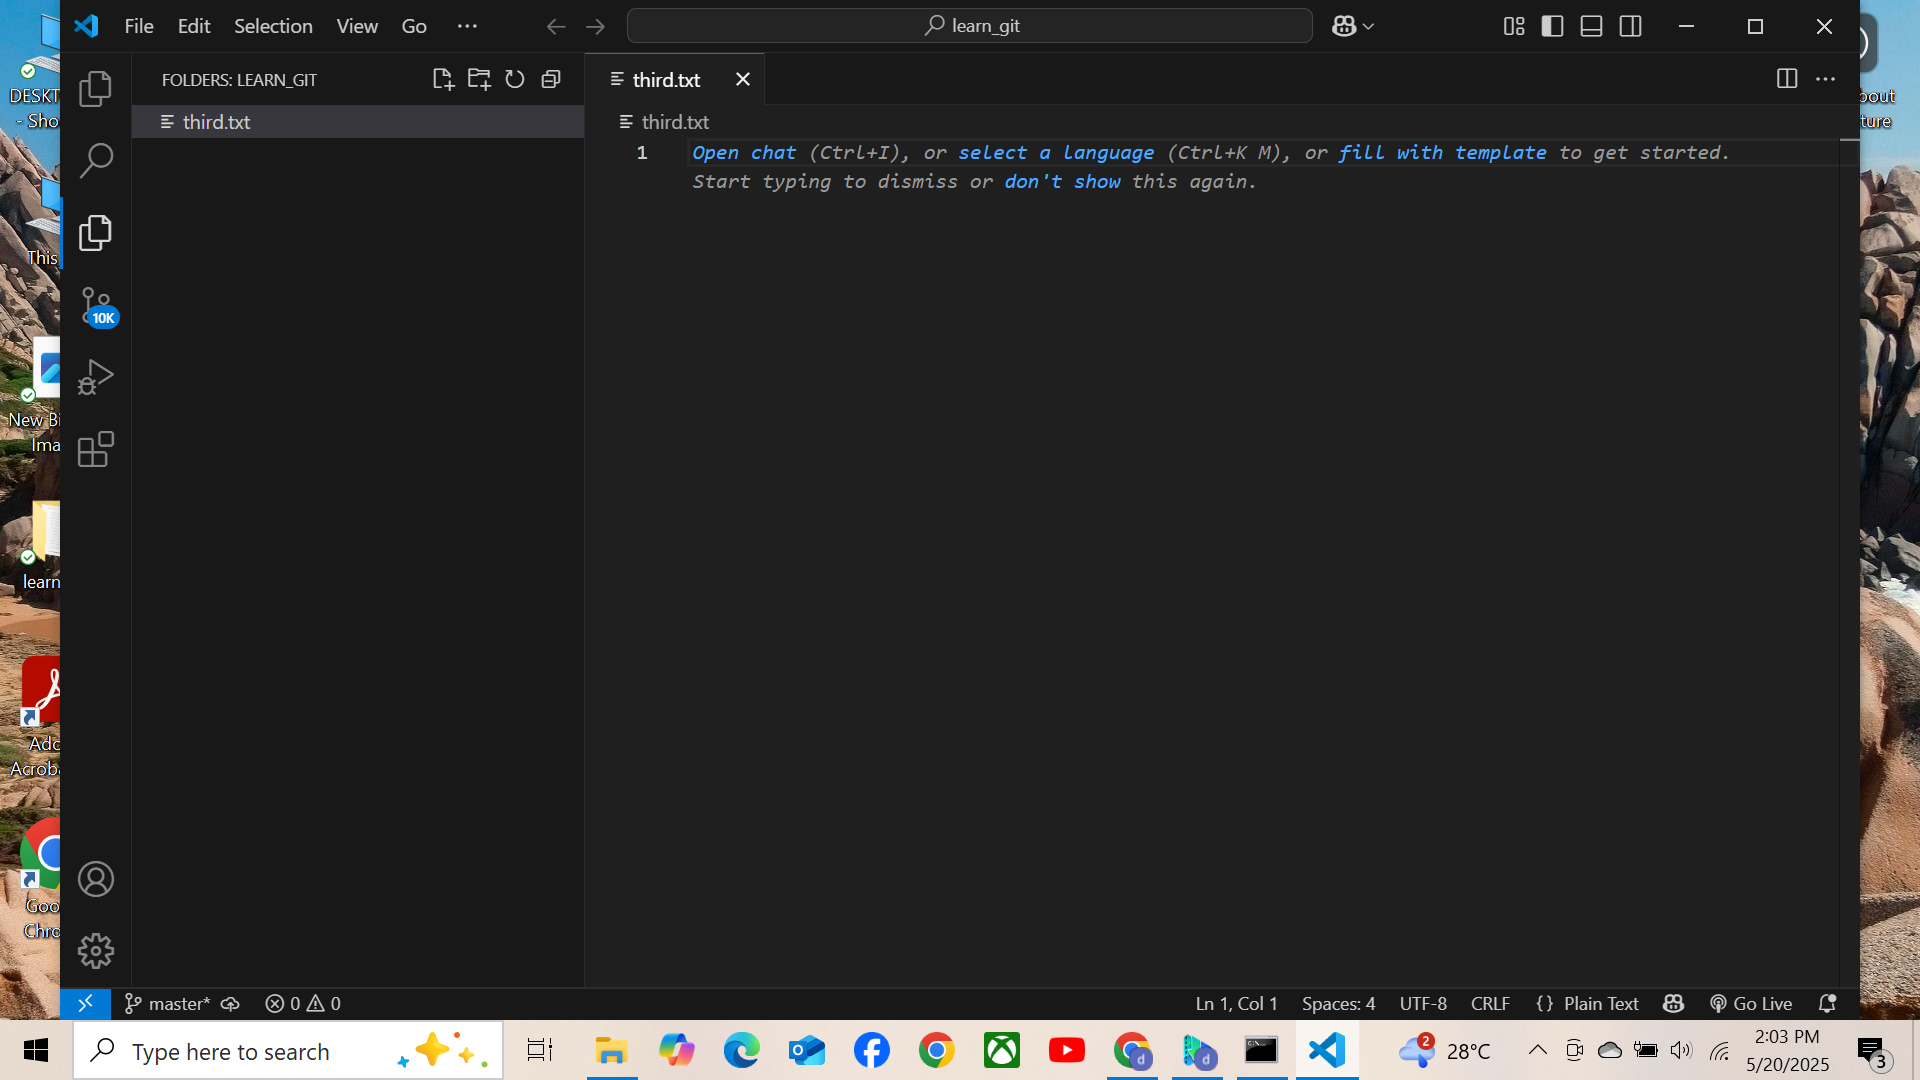 File Edit Selection View Go
learn_git
FOLDERS: LEARN_GIT
third.txt
third.txt
third.txt
1
Open chat (Ctrl+I), or select a language (Ctrl+K M), or fill with template to get started.
Start typing to dismiss or don't show this again.
10K
DESKT
- Sho
This
New Bi
Ima
learn
Ado
Acroba
Goo
Chro
bout
ture
master*
0 0
Ln 1, Col 1
Spaces: 4
UTF-8
CRLF
{ } Plain Text
Go Live
Type here to search
d
d
C:\_
2
28°C
2:03 PM
5/20/2025
3